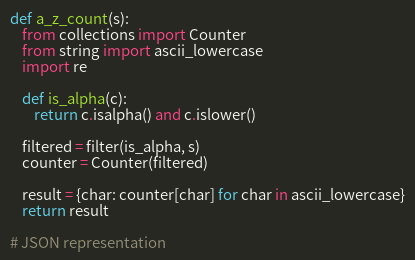 def a_z_count(s):
    from collections import Counter
    from string import ascii_lowercase
    import re

    def is_alpha(c):
        return c.isalpha() and c.islower()

    filtered = filter(is_alpha, s)
    counter = Counter(filtered)

    result = {char: counter[char] for char in ascii_lowercase}
    return result

# JSON representation